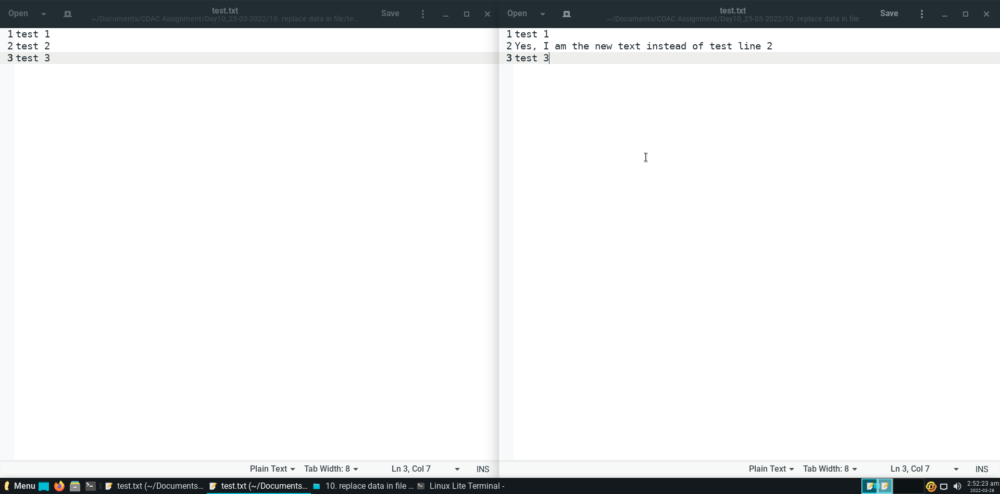 Open
test.txt
~/Documents/CDAC Assignment/Day10_25-03-2022/10. replace data in file/te...
Save
1 test 1
2 test 2
3 test 3
Plain Text
Tab Width: 8
Ln 3, Col 7
INS
Open
test.txt
~/Documents/CDAC Assignment/Day10_25-03-2022/10. replace data in file
Save
1 test 1
2 Yes, I am the new text instead of test line 2
3 test 3
Plain Text
Tab Width: 8
Ln 3, Col 7
INS
Menu
test.txt (~/Documents...
test.txt (~/Documents...
10. replace data in file ...
Linux Lite Terminal -
2:52:23 am
2022-03-28